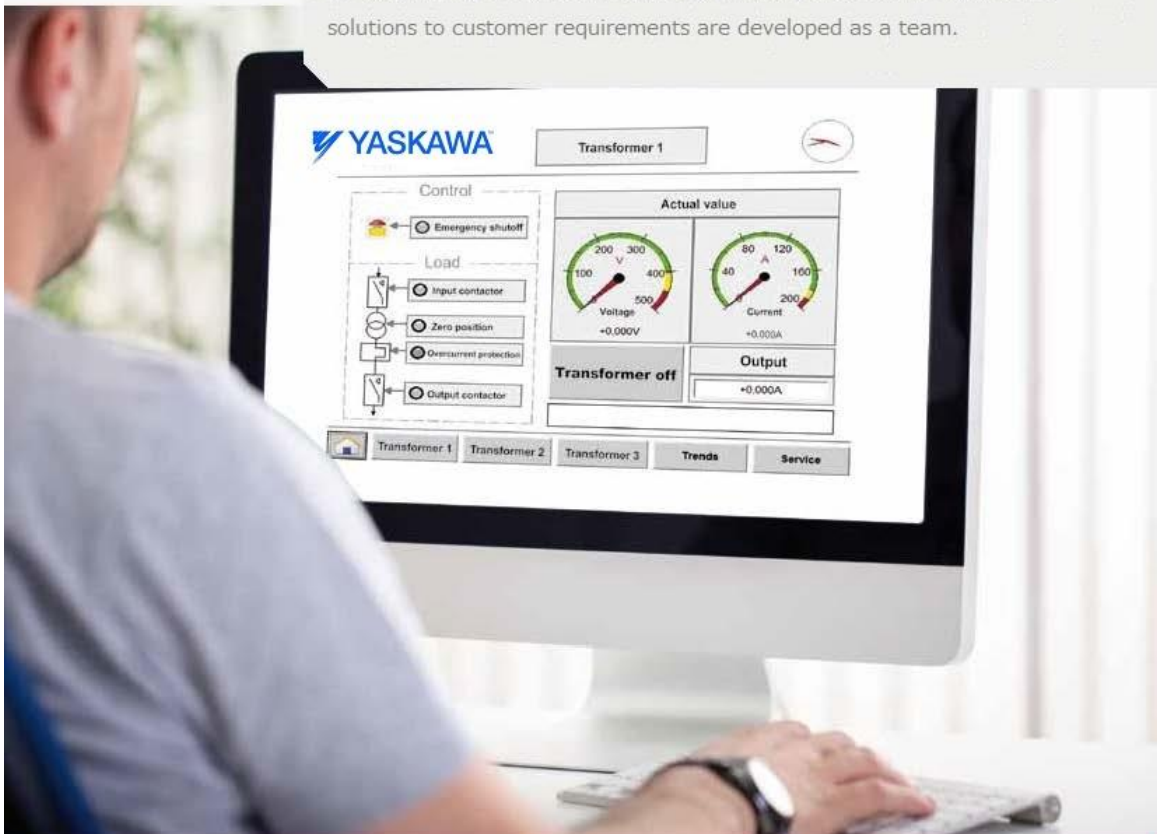 solutions to customer requirements are developed as a team.
YASKAWA
Transformer 1
Control
Emergency shutoff
Load
Input contactor
Zero position
Overcurrent protection
Output contactor
Actual value
100 200 300 400 500
V
Voltage
+0,000V
0 40 80 120 160 200
A
Current
+0,000A
Transformer off
Output
+0,000A
Transformer 1 Transformer 2 Transformer 3 Trends Service